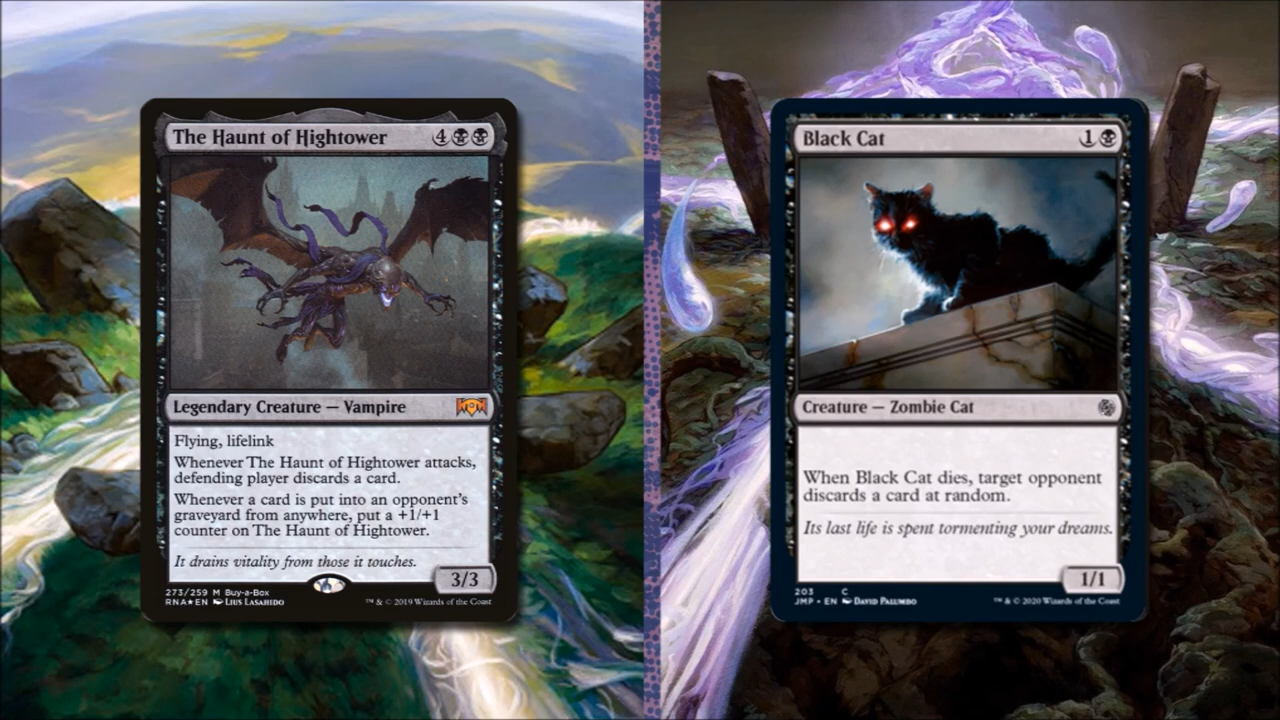 The Haunt of Hightower 4
Legendary Creature — Vampire
Flying, lifelink
Whenever The Haunt of Hightower attacks,
defending player discards a card.
Whenever a card is put into an opponent's
graveyard from anywhere, put a +1/+1
counter on The Haunt of Hightower.
It drains vitality from those it touches.
3/3
273/259 M Buy-a-Box
RNA★EN Lius Lasahido
™ & © 2019 Wizards of the Coast
Black Cat 1
Creature — Zombie Cat
When Black Cat dies, target opponent
discards a card at random.
Its last life is spent tormenting your dreams.
1/1
203 C
JMP • EN David Palumbo
™ & © 2020 Wizards of the Coast